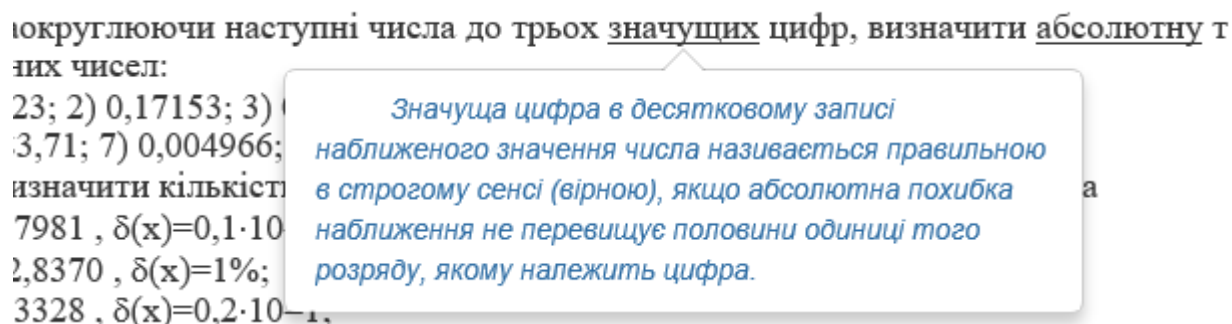 аокруглюючи наступні числа до трьох значущих цифр, визначити абсолютну т
них чисел:
23; 2) 0,17153; 3)
3,71; 7) 0,004966;
изначити кількіст
7981 , δ(x)=0,1·10
2,8370 , δ(x)=1%;
3328 , δ(x)=0,2·10–1;
Значуща цифра в десятковому записі
наближеного значення числа називається правильною
в строгому сенсі (вірною), якщо абсолютна похибка
наближення не перевищує половини одиниці того
розряду, якому належить цифра.
а